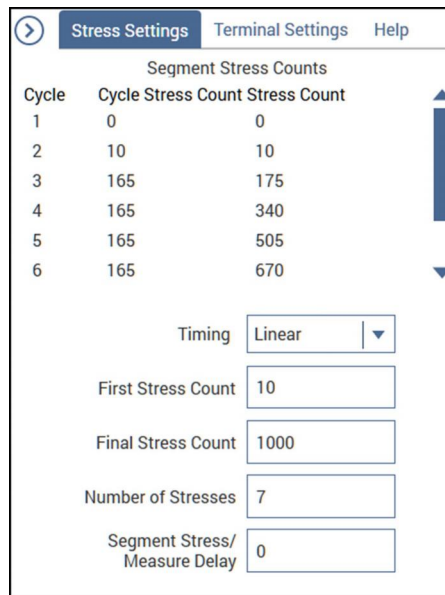 Stress Settings Terminal Settings Help
Segment Stress Counts
Cycle Cycle Stress Count Stress Count
1 0 0
2 10 10
3 165 175
4 165 340
5 165 505
6 165 670
Timing Linear
First Stress Count 10
Final Stress Count 1000
Number of Stresses 7
Segment Stress/
Measure Delay 0